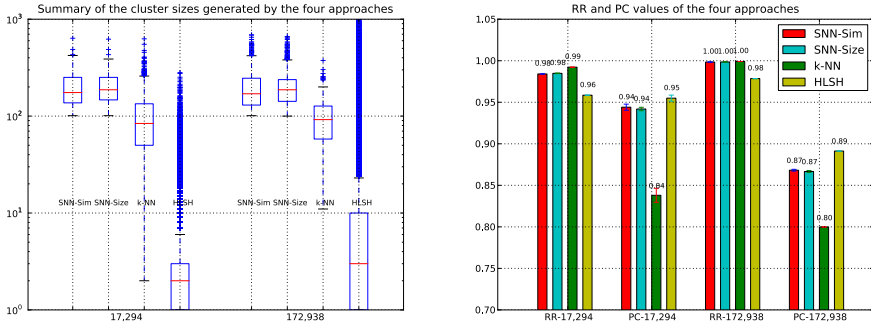 Summary of the cluster sizes generated by the four approaches
10³
10²
10¹
10⁰
SNN-Sim SNN-Size k-NN HLSH SNN-Sim SNN-Size k-NN HLSH
17,294 172,938
RR and PC values of the four approaches
1.05
1.00
0.95
0.90
0.85
0.80
0.75
0.70
SNN-Sim
SNN-Size
k-NN
HLSH
0.98 0.98 0.99 0.96
0.94 0.94 0.84 0.95
1.00 1.00 1.00 0.98
0.87 0.87 0.80 0.89
RR-17,294 PC-17,294 RR-172,938 PC-172,938